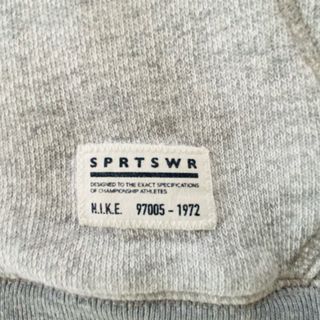 SPRTSWR
DESIGNED TO THE EXACT SPECIFICATIONS
OF CHAMPIONSHIP ATHLETES
N.I.K.E. 97005 - 1972